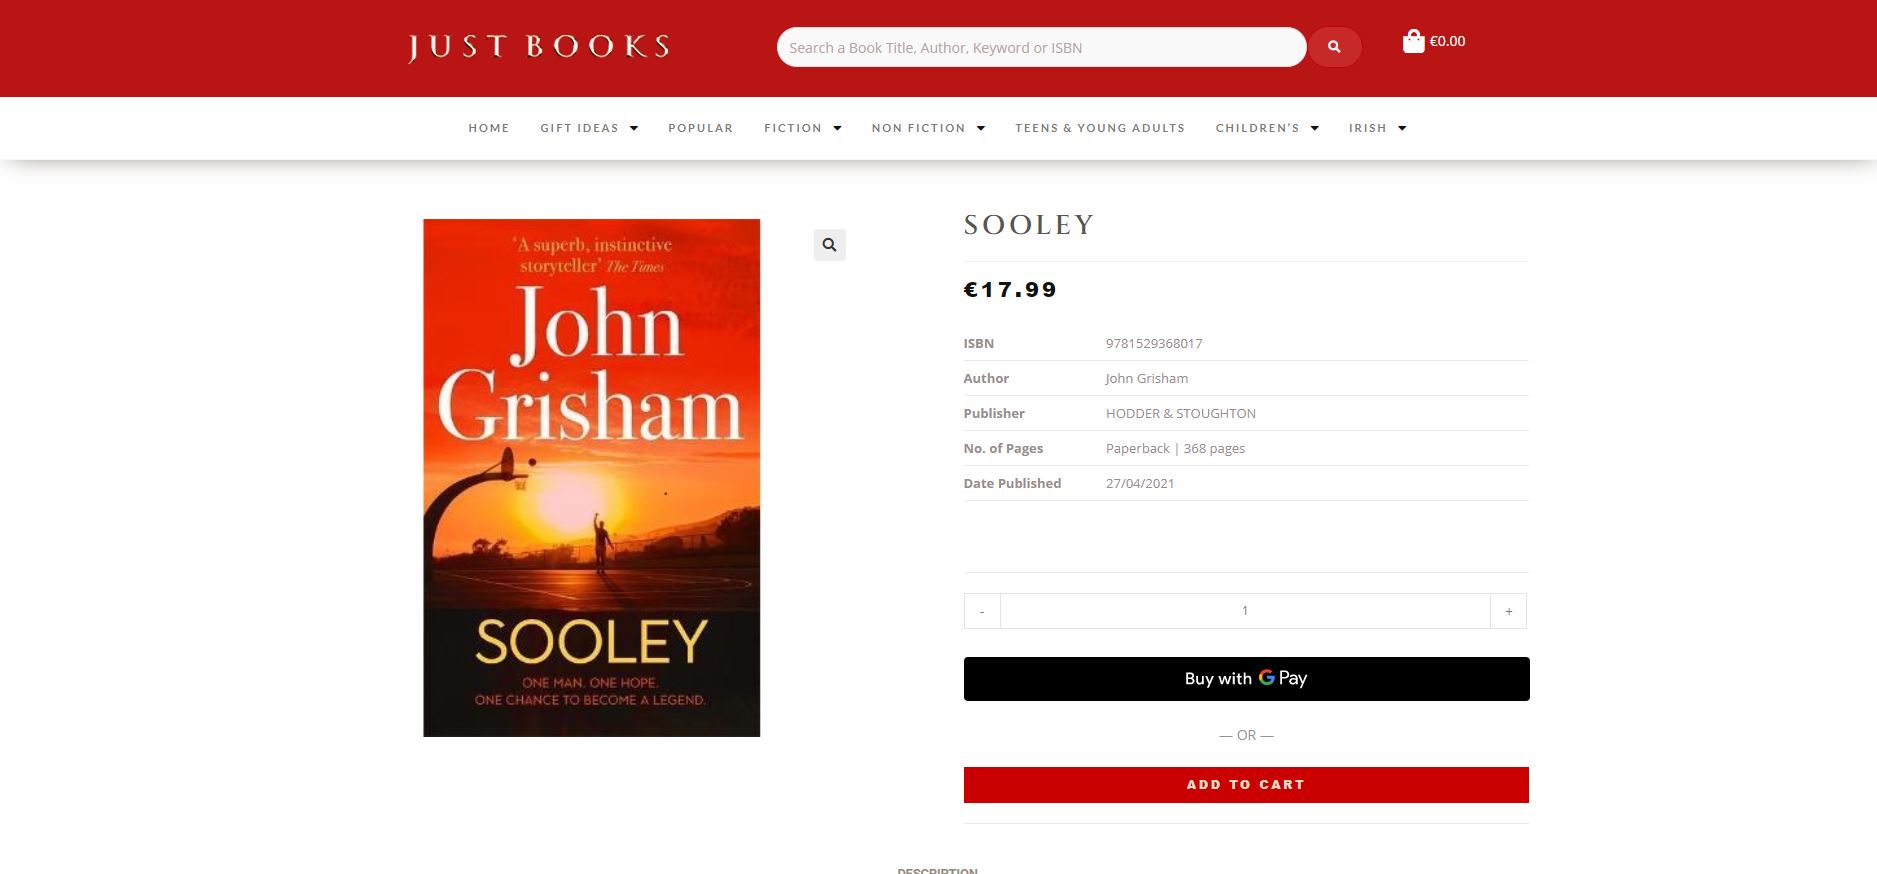 JUST BOOKS
Search a Book Title, Author, Keyword or ISBN
€0.00
HOME GIFT IDEAS POPULAR FICTION NON FICTION TEENS & YOUNG ADULTS CHILDREN'S IRISH
'A superb, instinctive
storyteller' The Times
John
Grisham
SOOLEY
ONE MAN. ONE HOPE.
ONE CHANCE TO BECOME A LEGEND.
SOOLEY
€17.99
ISBN 9781529368017
Author John Grisham
Publisher HODDER & STOUGHTON
No. of Pages Paperback | 368 pages
Date Published 27/04/2021
- 1 +
Buy with G Pay
— OR —
ADD TO CART
DESCRIPTION